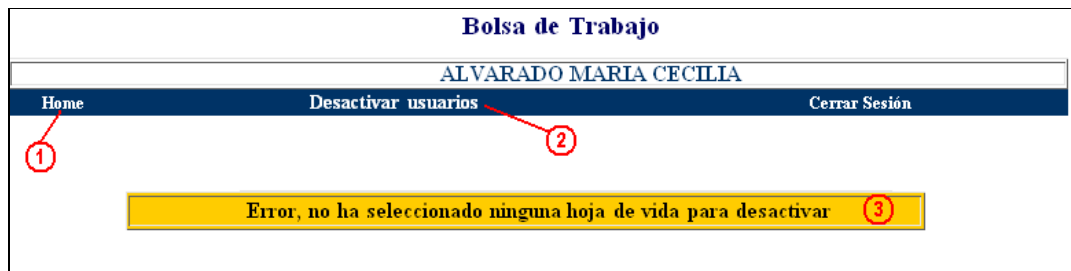 Bolsa de Trabajo
ALVARADO MARIA CECILIA
Home Desactivar usuarios Cerrar Sesión
1 2
Error, no ha seleccionado ninguna hoja de vida para desactivar 3